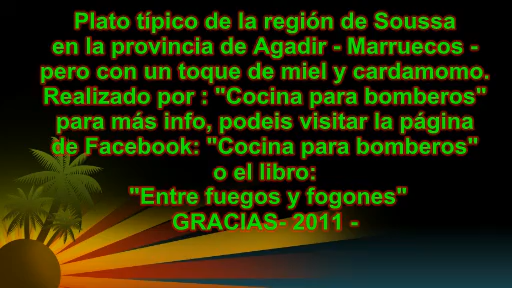 Plato típico de la región de Soussa
en la provincia de Agadir - Marruecos -
pero con un toque de miel y cardamomo.
Realizado por : "Cocina para bomberos"
para más info, podeis visitar la página
de Facebook: "Cocina para bomberos"
o el libro:
"Entre fuegos y fogones"
GRACIAS- 2011 -